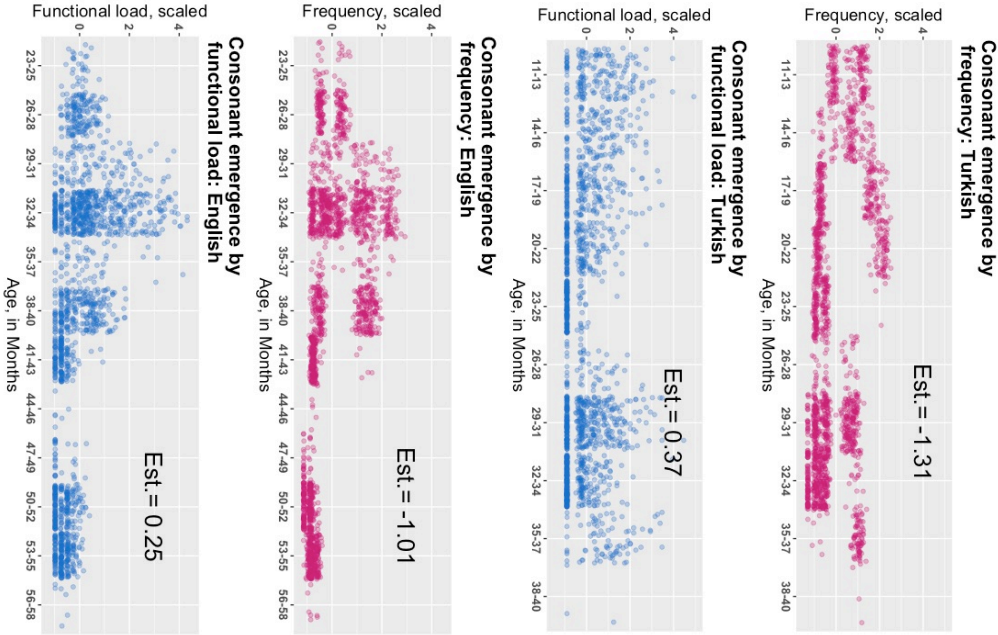 Consonant emergence by
frequency: Turkish
Frequency, scaled
4
2
0
Est.= -1.31
11-13 14-16 17-19 20-22 23-25 26-28 29-31 32-34 35-37 38-40
Age, in Months
Consonant emergence by
functional load: Turkish
Functional load, scaled
4
2
0
Est.= 0.37
11-13 14-16 17-19 20-22 23-25 26-28 29-31 32-34 35-37 38-40
Age, in Months
Consonant emergence by
frequency: English
Frequency, scaled
4
2
0
Est.= -1.01
23-25 26-28 29-31 32-34 35-37 38-40 41-43 44-46 47-49 50-52 53-55 56-58
Age, in Months
Consonant emergence by
functional load: English
Functional load, scaled
4
2
0
Est.= 0.25
23-25 26-28 29-31 32-34 35-37 38-40 41-43 44-46 47-49 50-52 53-55 56-58
Age, in Months